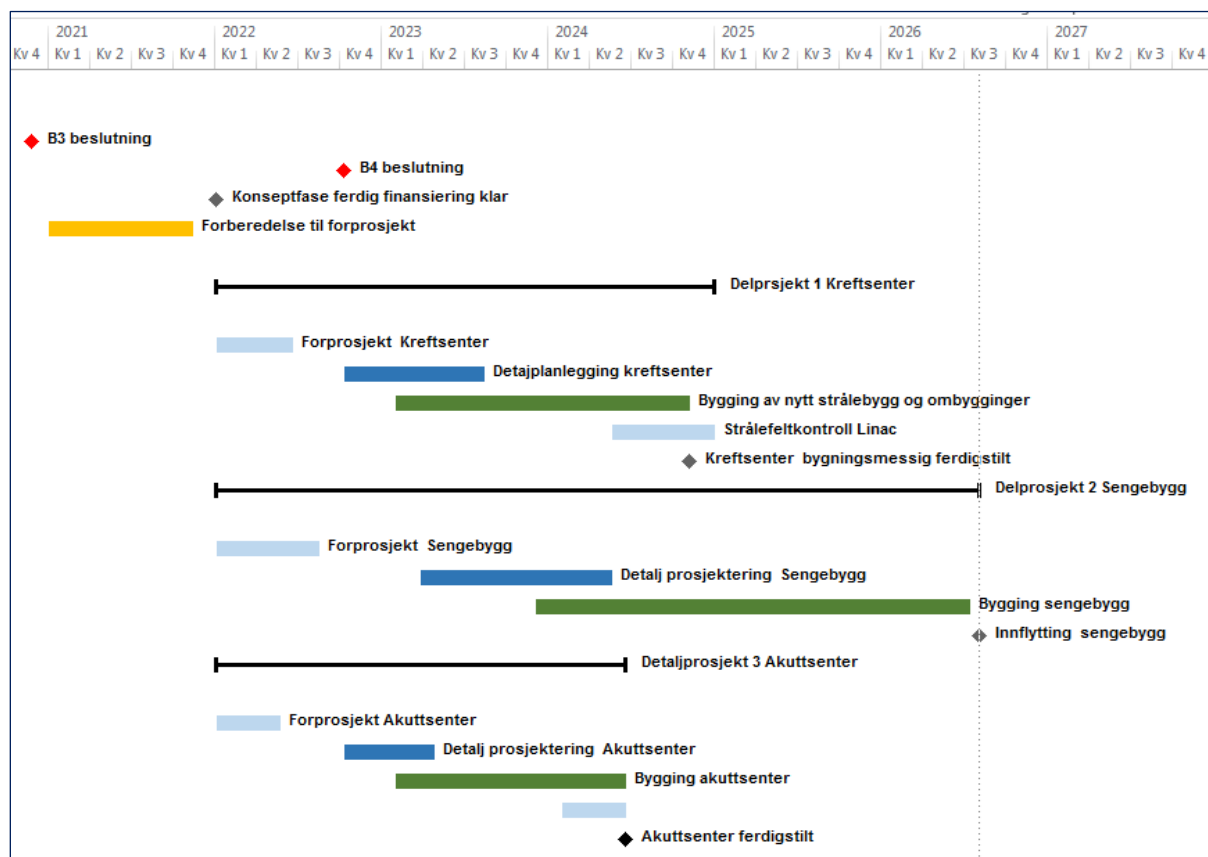 2021 2022 2023 2024 2025 2026 2027
Kv 4 Kv 1 Kv 2 Kv 3 Kv 4 Kv 1 Kv 2 Kv 3 Kv 4 Kv 1 Kv 2 Kv 3 Kv 4 Kv 1 Kv 2 Kv 3 Kv 4 Kv 1 Kv 2 Kv 3 Kv 4 Kv 1 Kv 2 Kv 3 Kv 4 Kv 1 Kv 2 Kv 3 Kv 4
B3 beslutning
B4 beslutning
Konseptfase ferdig finansiering klar
Forberedelse til forprosjekt
Delprsjekt 1 Kreftsenter
Forprosjekt Kreftsenter
Detajplanlegging kreftsenter
Bygging av nytt strålebygg og ombygginger
Strålefeltkontroll Linac
Kreftsenter bygningsmessig ferdigstilt
Delprosjekt 2 Sengebygg
Forprosjekt Sengebygg
Detalj prosjektering Sengebygg
Bygging sengebygg
Innflytting sengebygg
Detaljprosjekt 3 Akuttsenter
Forprosjekt Akuttsenter
Detalj prosjektering Akuttsenter
Bygging akuttsenter
Akuttsenter ferdigstilt